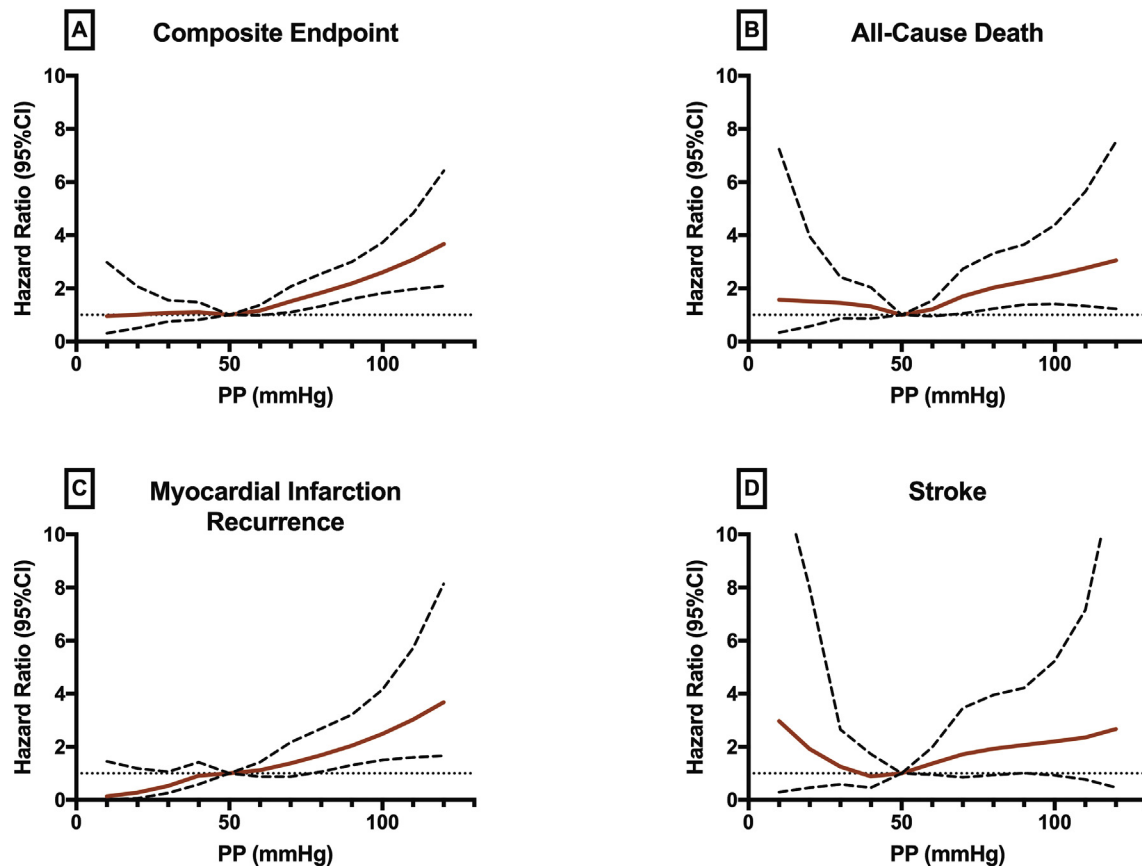 A
Composite Endpoint
Hazard Ratio (95%CI)
10
8
6
4
2
0
0
50
100
PP (mmHg)
B
All-Cause Death
Hazard Ratio (95%CI)
10
8
6
4
2
0
0
50
100
PP (mmHg)
C
Myocardial Infarction
Recurrence
Hazard Ratio (95%CI)
10
8
6
4
2
0
0
50
100
PP (mmHg)
D
Stroke
Hazard Ratio (95%CI)
10
8
6
4
2
0
0
50
100
PP (mmHg)